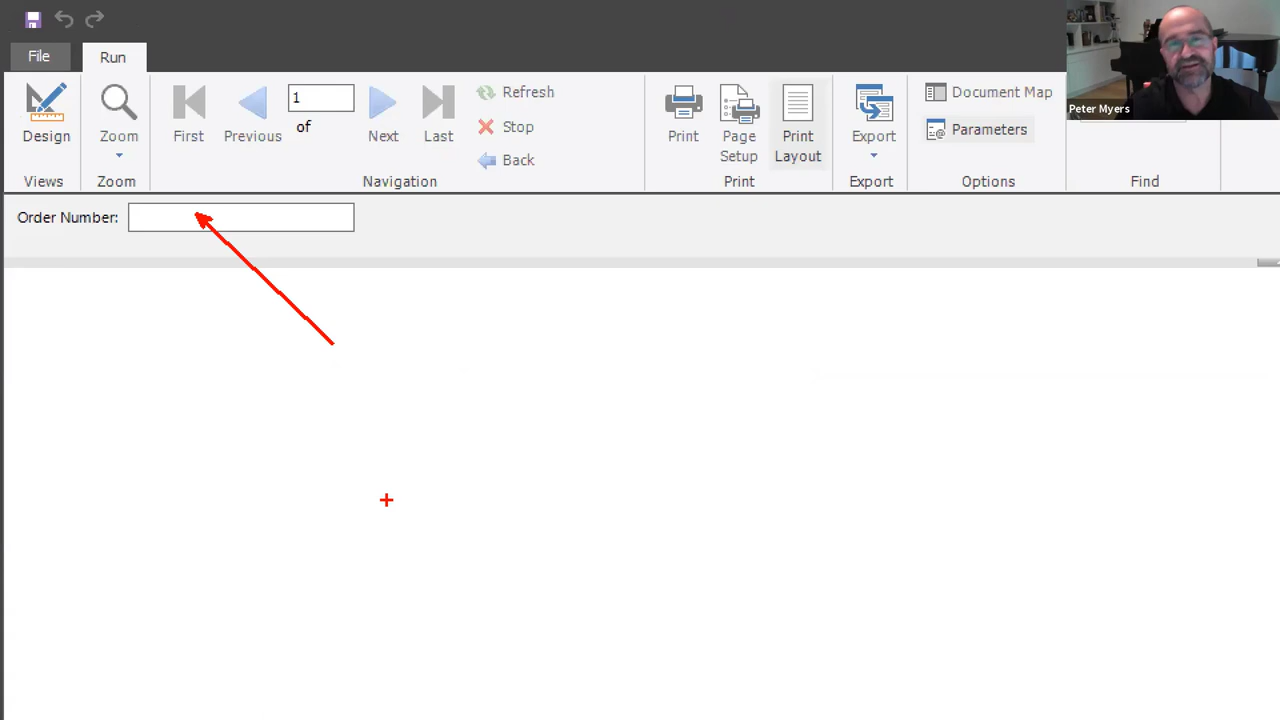 File
Run
Peter Myers
Design
Zoom
First
Previous
1
of
Next
Last
Refresh
Stop
Back
Print
Page
Setup
Print
Layout
Export
Document Map
Parameters
Views
Zoom
Navigation
Print
Export
Options
Find
Order Number: